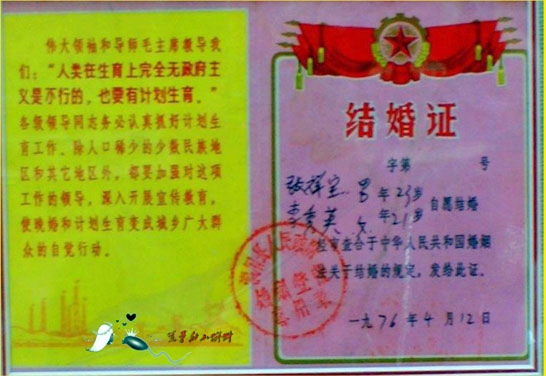 伟大领袖和导师毛主席教导我
们：“人类在生育上完全无政府主
义是不行的，也要有计划生育。”
各级领导同志务必认真抓好计划生
育工作。除人口稀少的少数民族地
区和其它地区外，都要加强对这项
工作的领导，深入开展宣传教育，
使晚婚和计划生育变成城乡广大群
众的自觉行动。
结婚证
字第 号
张祥宝 男 年23岁
李秀英 女 年21岁
自愿结婚
经审查合于中华人民共和国婚姻
法关于结婚的规定，发给此证。
一九76年4月12日